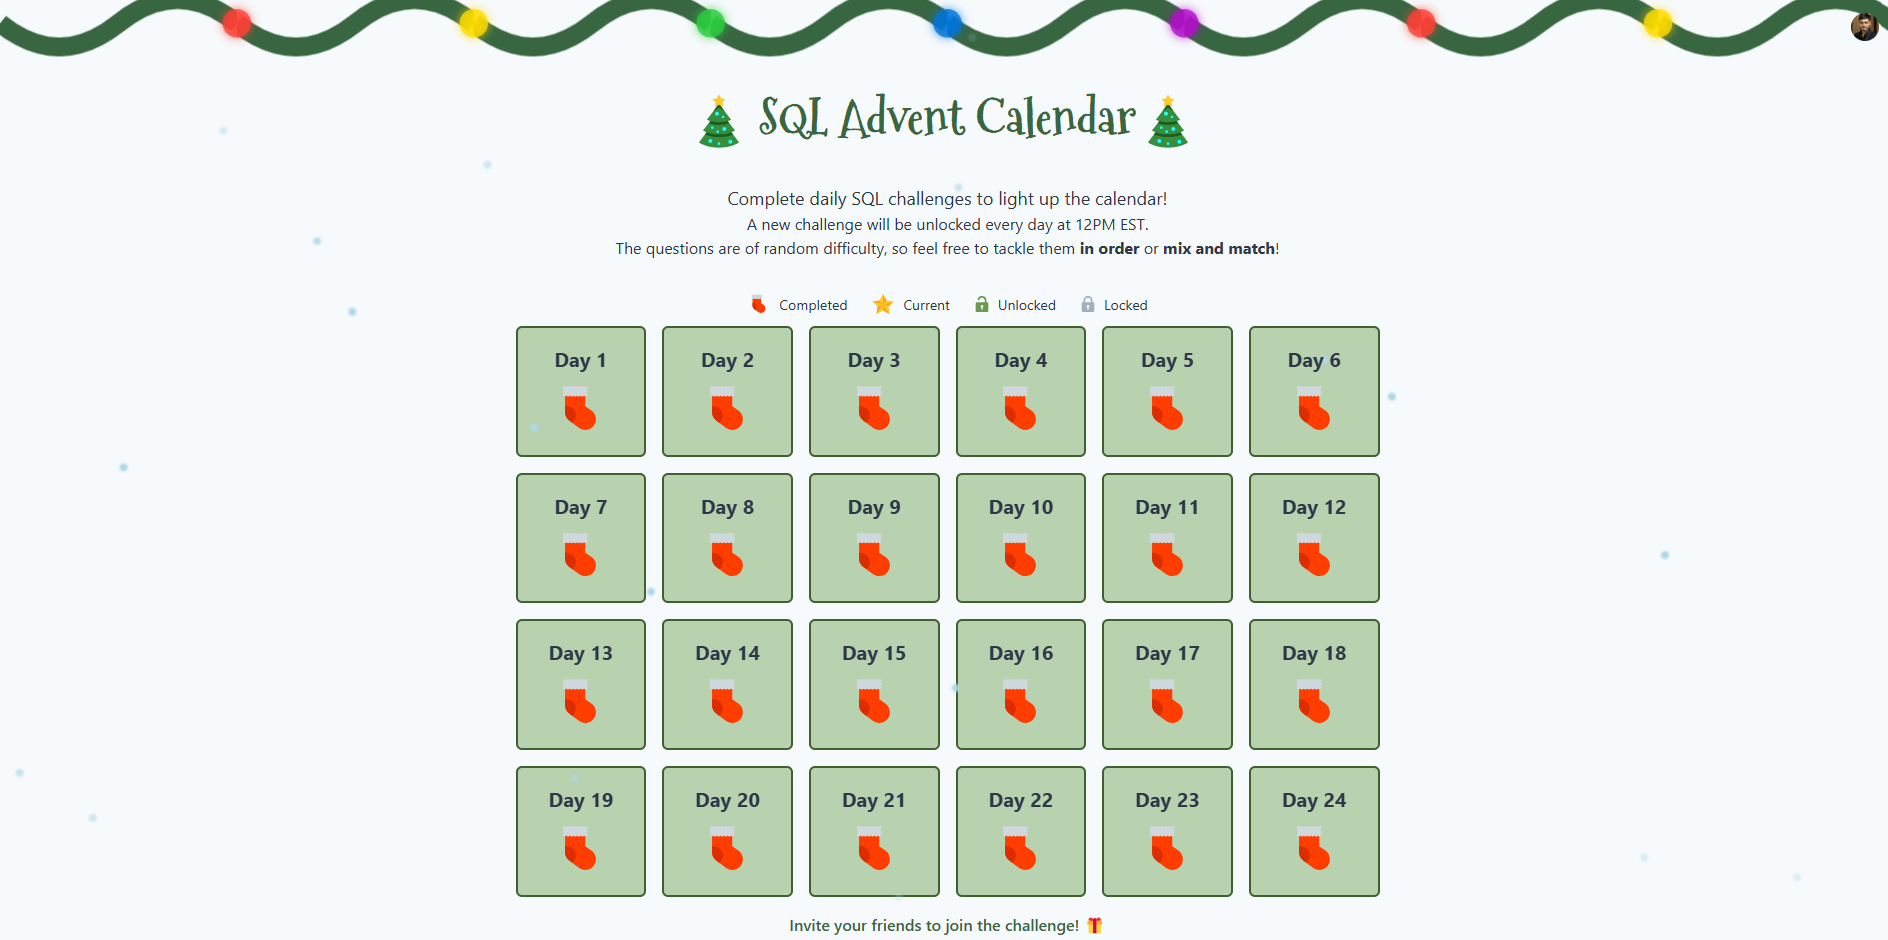 SQL Advent Calendar
Complete daily SQL challenges to light up the calendar!
A new challenge will be unlocked every day at 12PM EST.
The questions are of random difficulty, so feel free to tackle them in order or mix and match!
Completed Current Unlocked Locked
Day 1 Day 2 Day 3 Day 4 Day 5 Day 6
Day 7 Day 8 Day 9 Day 10 Day 11 Day 12
Day 13 Day 14 Day 15 Day 16 Day 17 Day 18
Day 19 Day 20 Day 21 Day 22 Day 23 Day 24
Invite your friends to join the challenge!